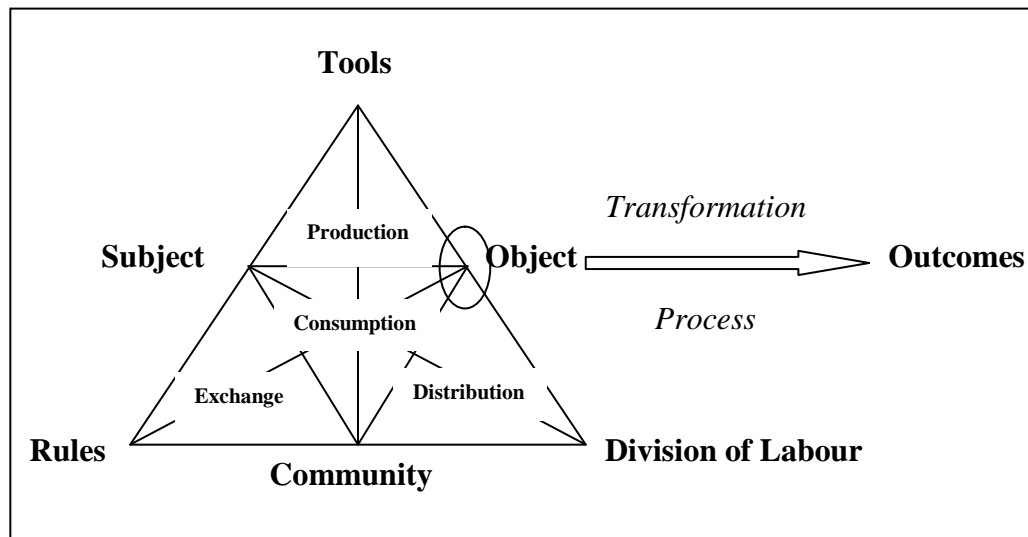 Tools
Transformation
Production
Subject
Object
Outcomes
Process
Consumption
Exchange
Distribution
Rules
Community
Division of Labour